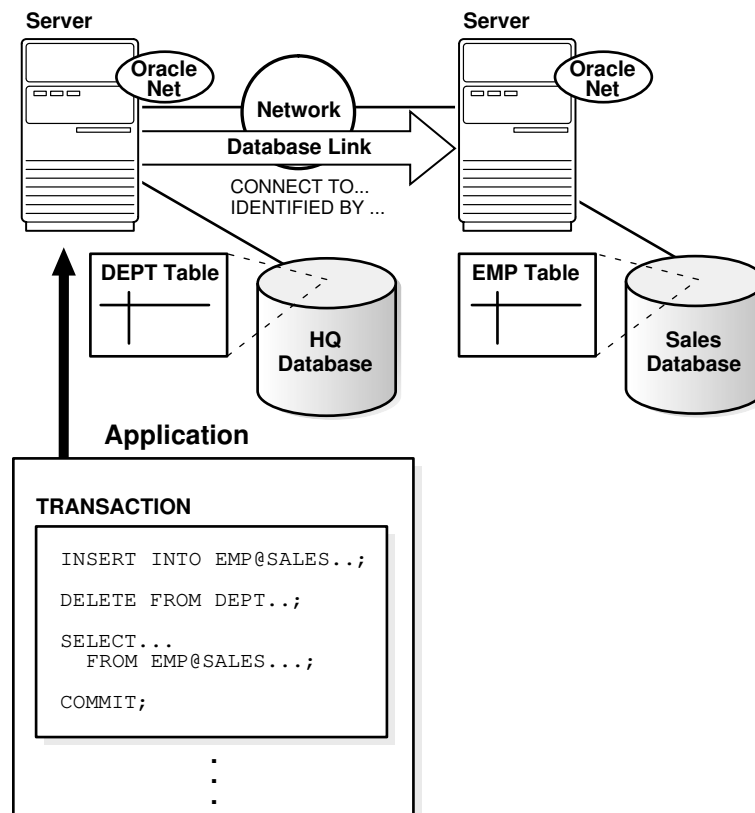 Server
Server
Oracle
Net
Oracle
Net
Network
Database Link
CONNECT TO...
IDENTIFIED BY ...
DEPT Table
EMP Table
HQ
Database
Sales
Database
Application
TRANSACTION
INSERT INTO EMP@SALES..;
DELETE FROM DEPT..;
SELECT...
FROM EMP@SALES...;
COMMIT;
.
.
.